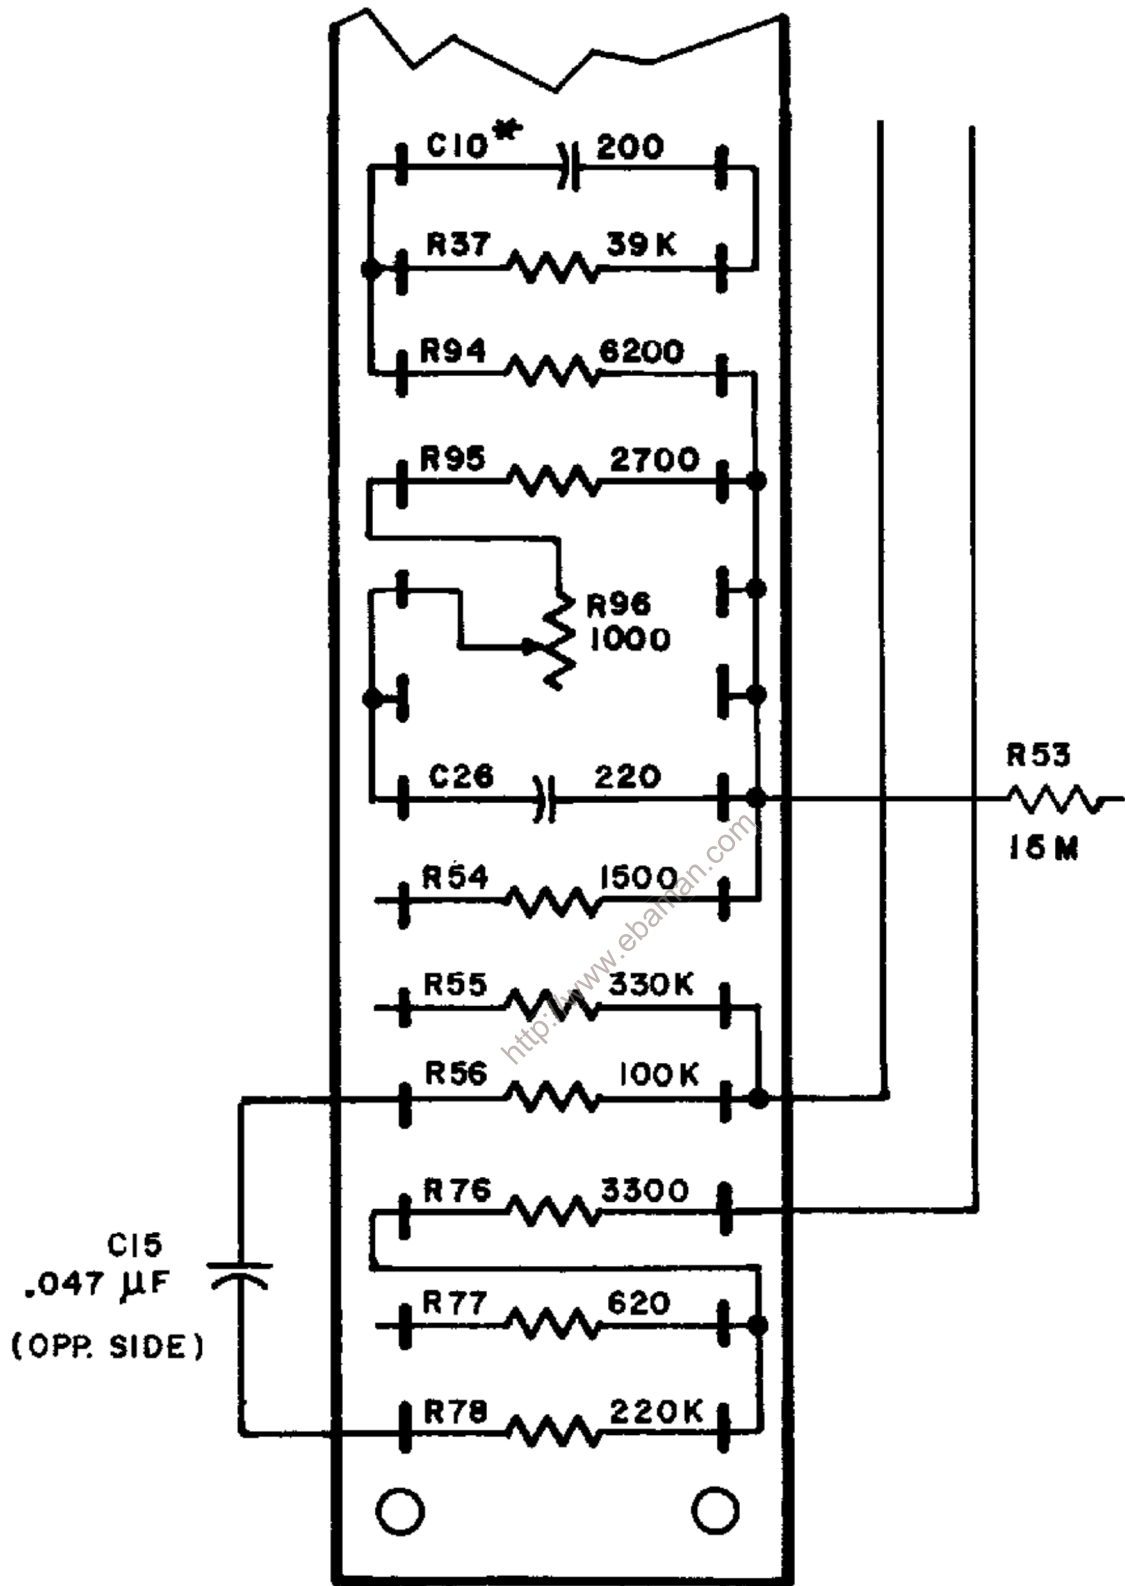 C10* 200
R37 39K
R94 6200
R95 2700
R96
1000
R53
C26 220
15M
R54 1500
R55 330K
R56 100K
R76 3300
C15
.047 µF
(OPP. SIDE)
R77 620
R78 220K
http://www.ebaman.com